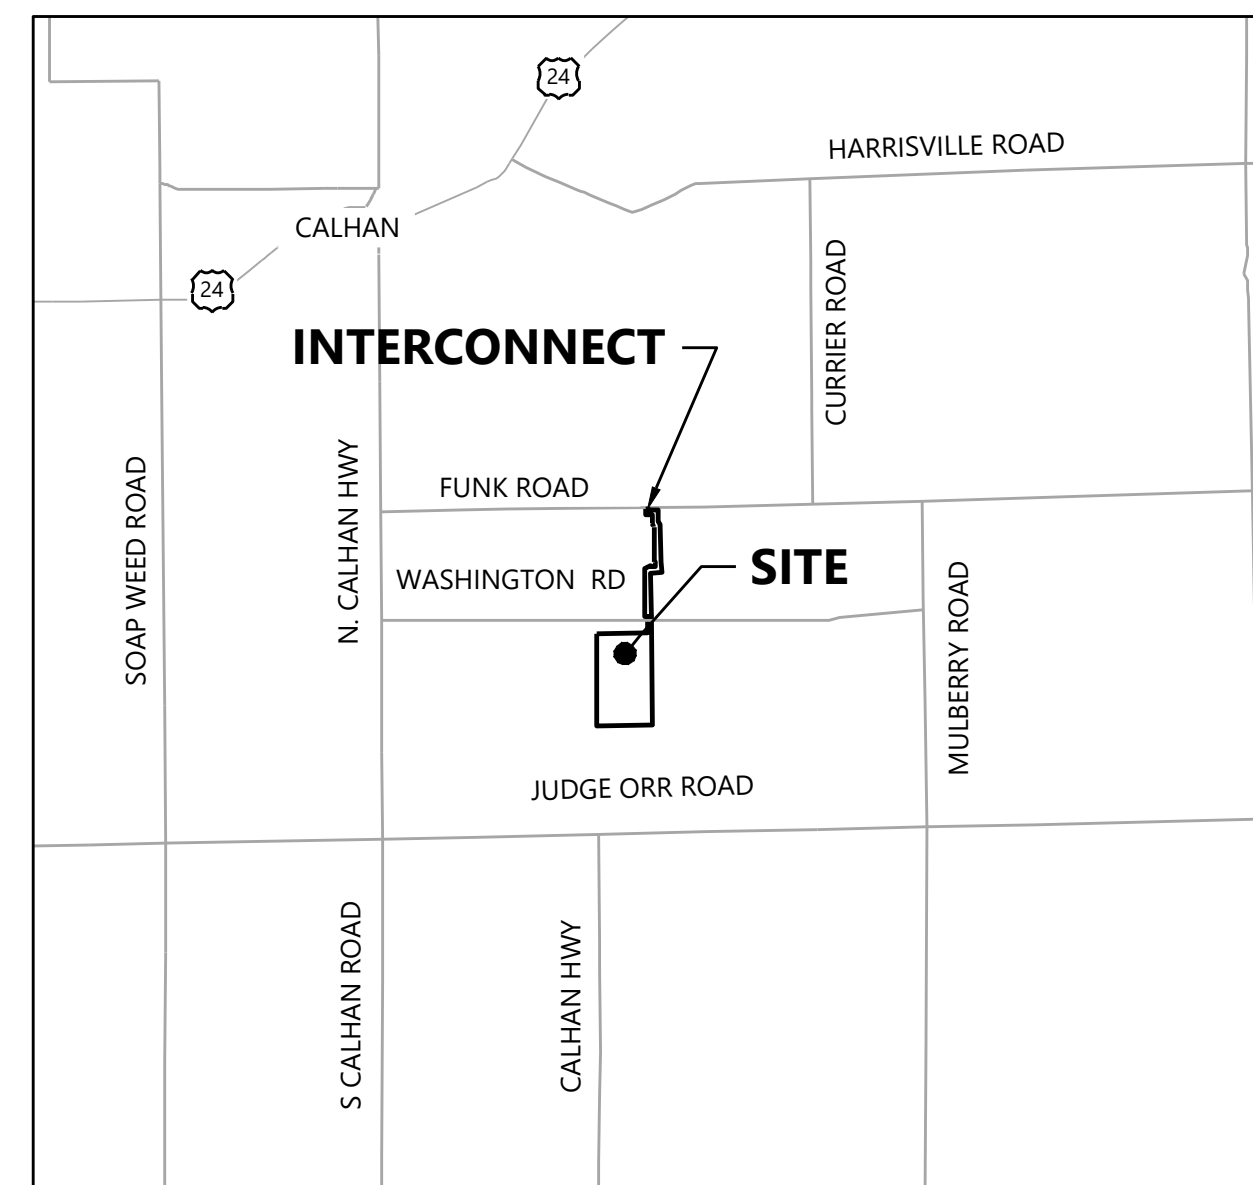 24
HARRISVILLE ROAD
CALHAN
24
CURRIER ROAD
INTERCONNECT
SOAP WEED ROAD
N. CALHAN HWY
FUNK ROAD
SITE
WASHINGTON RD
MULBERRY ROAD
JUDGE ORR ROAD
S CALHAN ROAD
CALHAN HWY